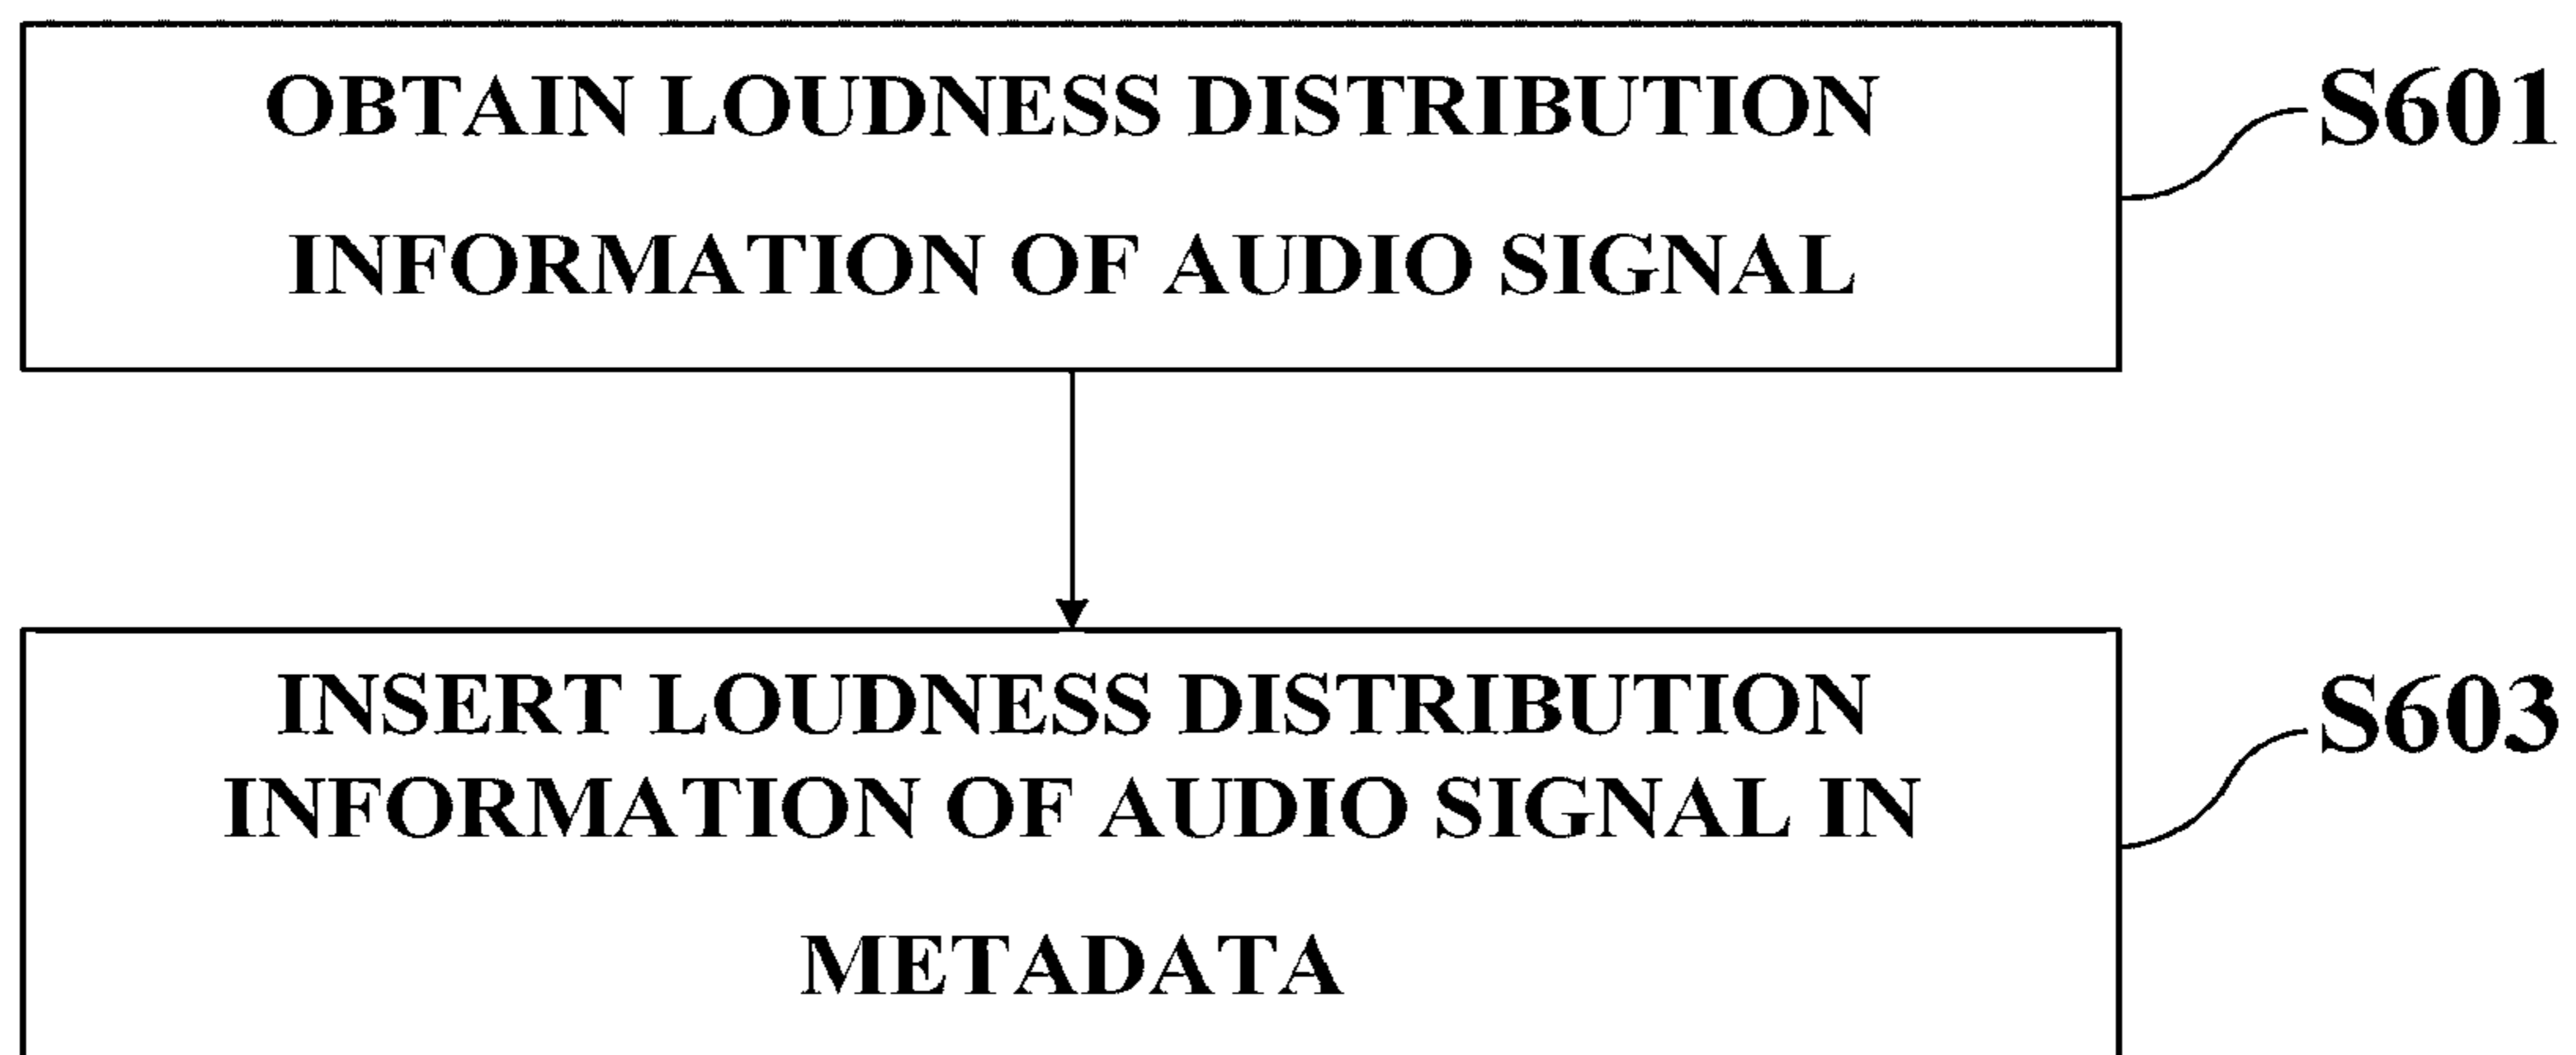 OBTAIN LOUDNESS DISTRIBUTION
INFORMATION OF AUDIO SIGNAL
S601
INSERT LOUDNESS DISTRIBUTION
INFORMATION OF AUDIO SIGNAL IN
METADATA
S603